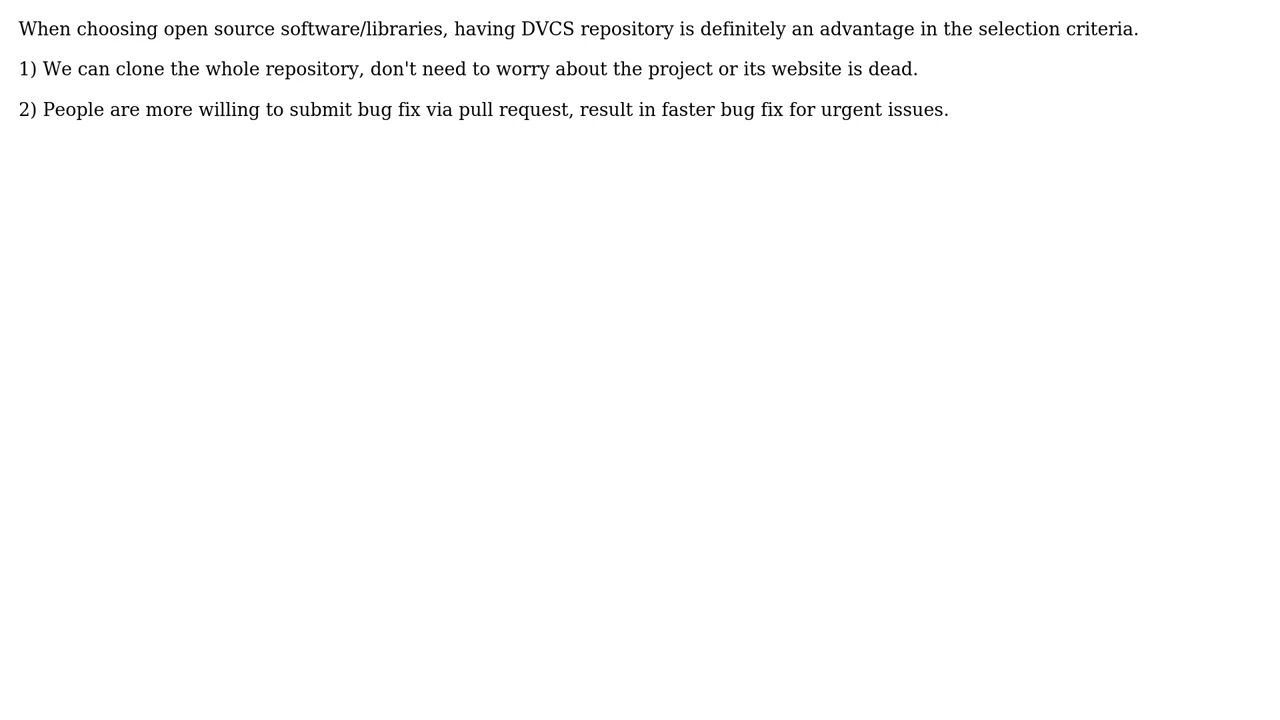 When choosing open source software/libraries, having DVCS repository is definitely an advantage in the selection criteria.
1) We can clone the whole repository, don't need to worry about the project or its website is dead.
2) People are more willing to submit bug fix via pull request, result in faster bug fix for urgent issues.